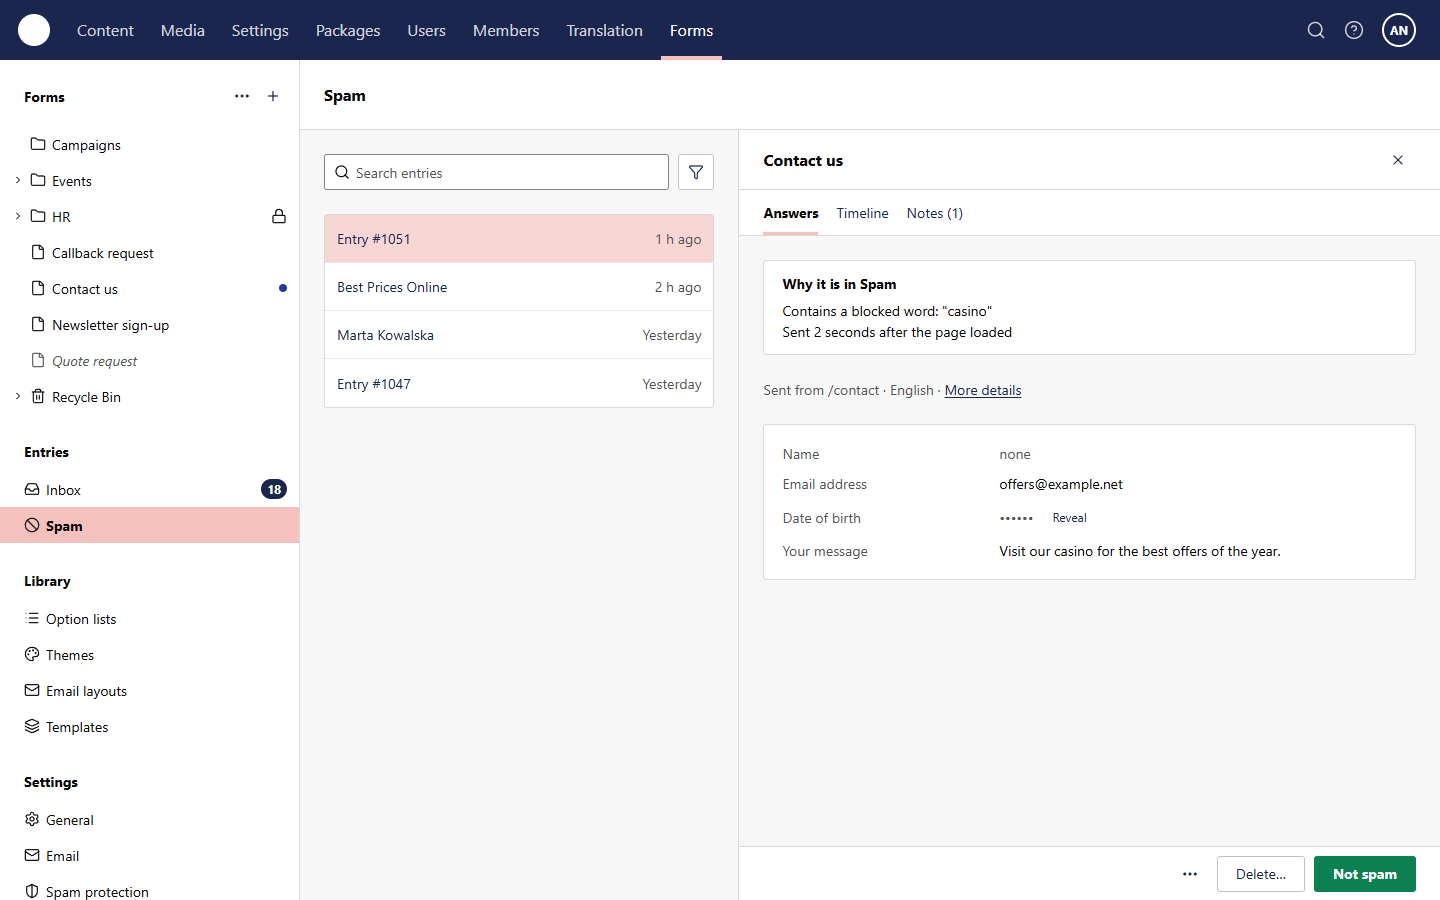 Content Media Settings Packages Users Members Translation Forms AN
Forms
Campaigns
Events
HR
Callback request
Contact us
Newsletter sign-up
Quote request
Recycle Bin
Entries
Inbox 18
Spam
Library
Option lists
Themes
Email layouts
Templates
Settings
General
Email
Spam protection
Spam
Search entries
Entry #1051 1 h ago
Best Prices Online 2 h ago
Marta Kowalska Yesterday
Entry #1047 Yesterday
Contact us
Answers Timeline Notes (1)
Why it is in Spam
Contains a blocked word: "casino"
Sent 2 seconds after the page loaded
Sent from /contact · English · More details
Name none
Email address offers@example.net
Date of birth •••••• Reveal
Your message Visit our casino for the best offers of the year.
Delete... Not spam